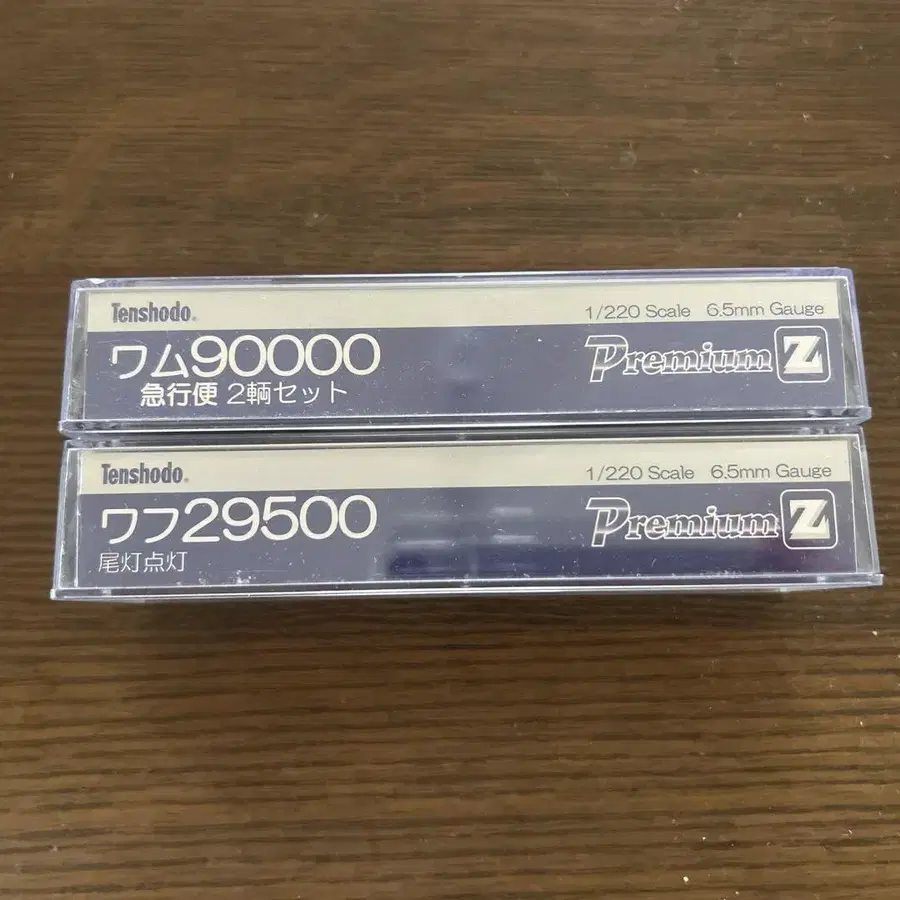 Tenshodo®
1/220 Scale 6.5mm Gauge
ワム90000
Premium Z
急行便 2輌セット
Tenshodo®
1/220 Scale 6.5mm Gauge
ワフ29500
Premium Z
尾灯点灯